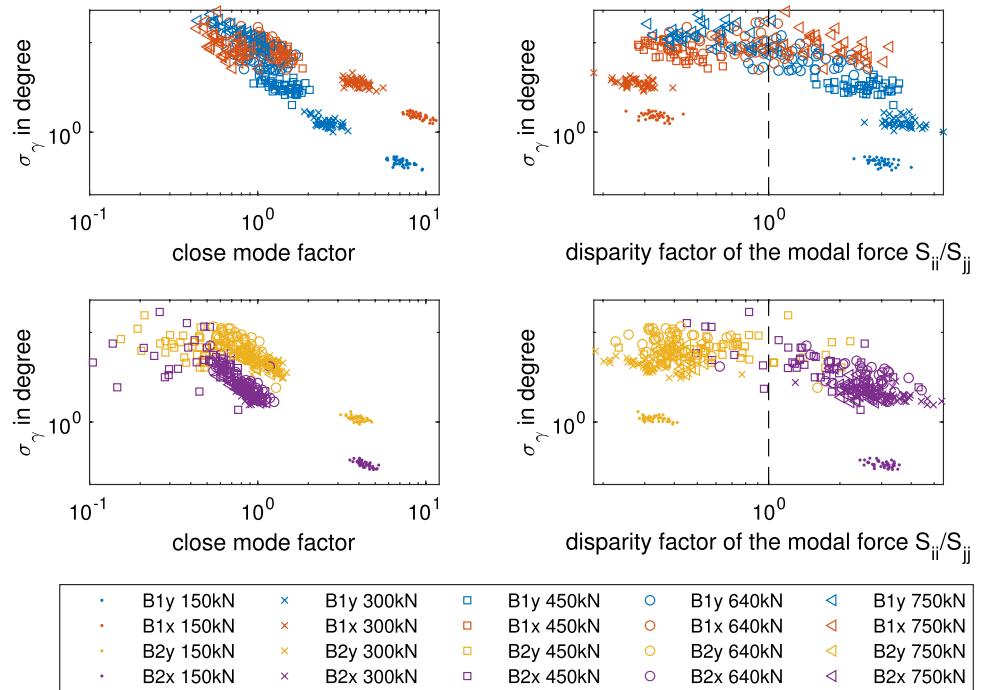 σγ in degree
10^0
10^-1
10^0
10^1
close mode factor
σγ in degree
10^0
10^0
disparity factor of the modal force S_ii/S_jj
σγ in degree
10^0
10^-1
10^0
10^1
close mode factor
σγ in degree
10^0
10^0
disparity factor of the modal force S_ii/S_jj
B1y 150kN B1y 300kN B1y 450kN B1y 640kN B1y 750kN
B1x 150kN B1x 300kN B1x 450kN B1x 640kN B1x 750kN
B2y 150kN B2y 300kN B2y 450kN B2y 640kN B2y 750kN
B2x 150kN B2x 300kN B2x 450kN B2x 640kN B2x 750kN